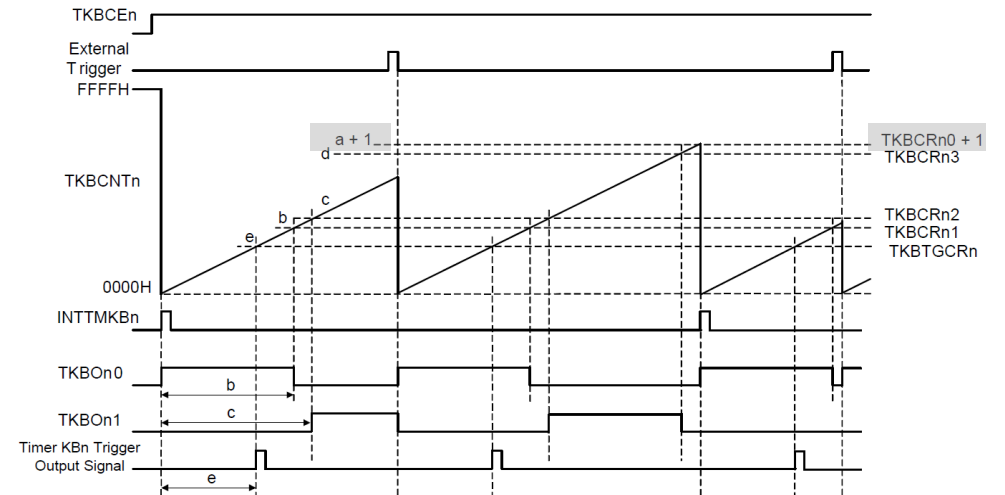 TKBCEn
External
Trigger
FFFFH
a + 1
TKBCRn0 + 1
d
TKBCRn3
TKBCNTn
c
b
TKBCRn2
TKBCRn1
e
TKBTGCRn
0000H
INTTMKBn
TKBOn0
b
TKBOn1
c
Timer KBn Trigger
Output Signal
e